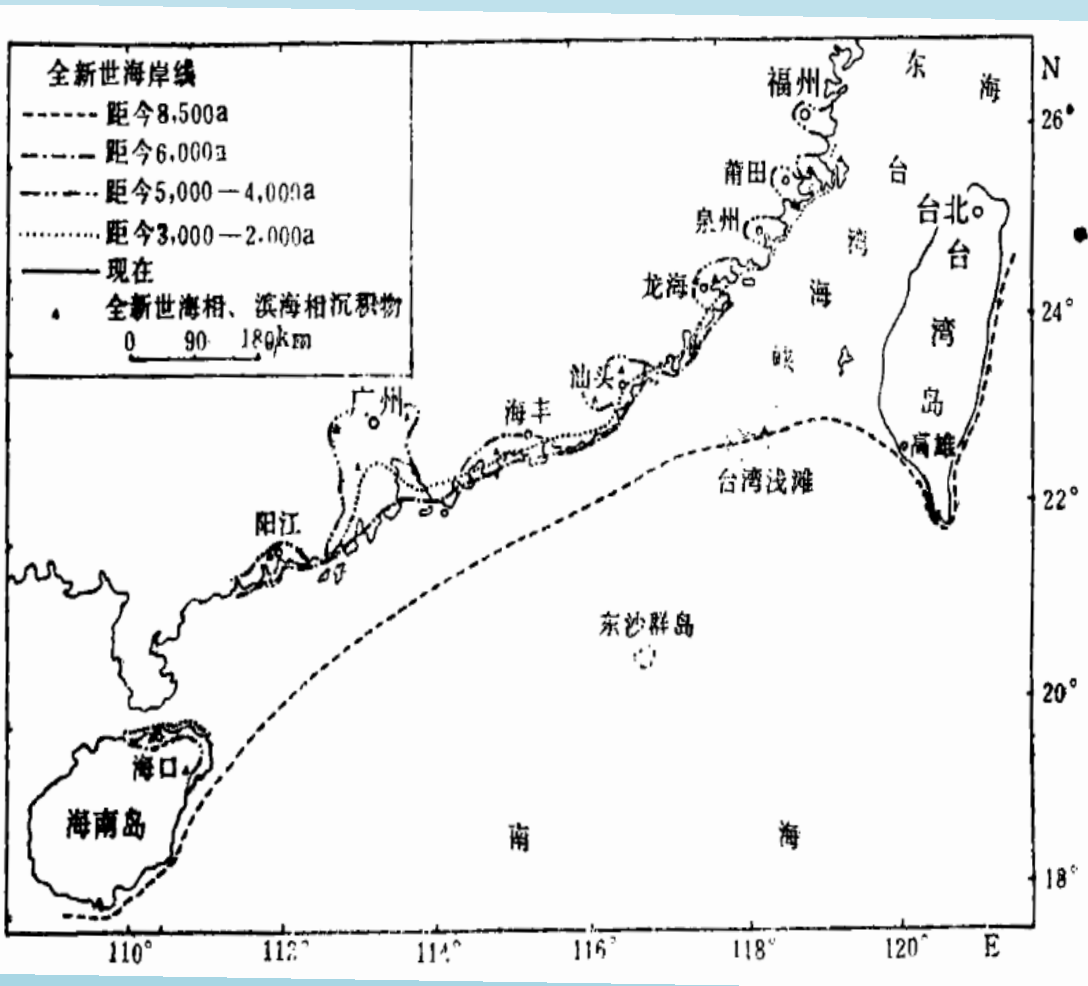 全新世海岸线
距今8,500a
距今6,000a
距今5,000—4,000a
距今3,000—2,000a
现在
全新世海相、滨海相沉积物
0 90 180km
东海
N
福州
26°
莆田
台湾海峡
台北
泉州
台湾岛
龙海
24°
汕头
广州
海丰
高雄
台湾浅滩
22°
阳江
东沙群岛
20°
海口
海南岛
南海
18°
110° 112° 114° 116° 118° 120° E